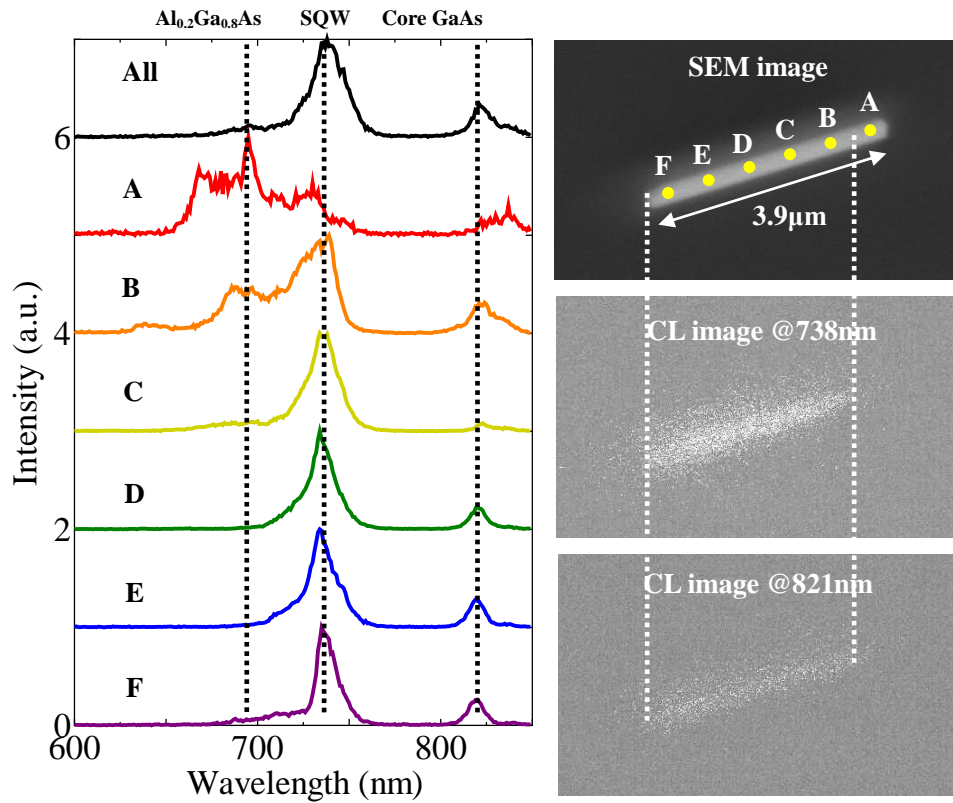 Al₀.₂Ga₀.₈As SQW Core GaAs
All
A
B
C
D
E
F
6
4
2
0
600 700 800
Intensity (a.u.)
Wavelength (nm)
SEM image
A
B
C
D
E
F
3.9μm
CL image @738nm
CL image @821nm